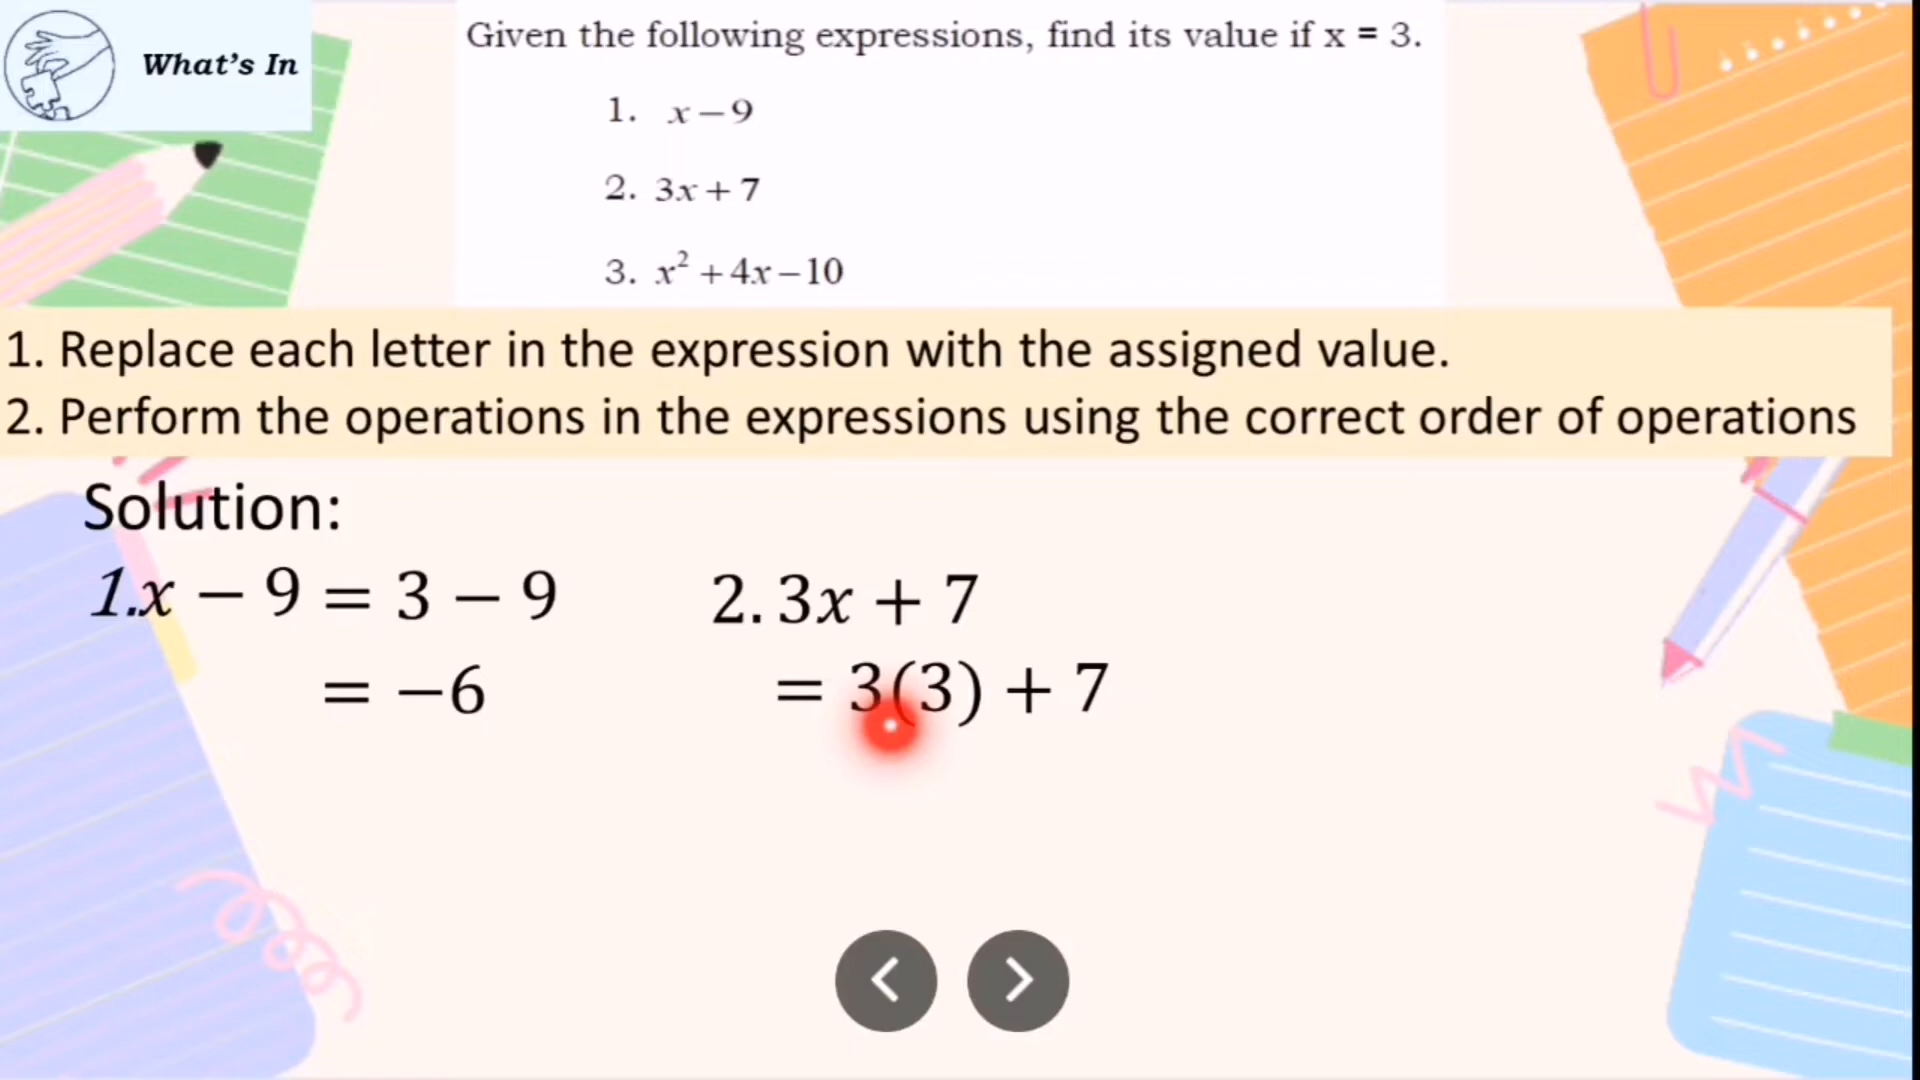 What's In
Given the following expressions, find its value if x = 3.
1. x – 9
2. 3x + 7
3. x² + 4x – 10
1. Replace each letter in the expression with the assigned value.
2. Perform the operations in the expressions using the correct order of operations
Solution:
1.x − 9 = 3 − 9
= −6
2. 3x + 7
= 3(3) + 7